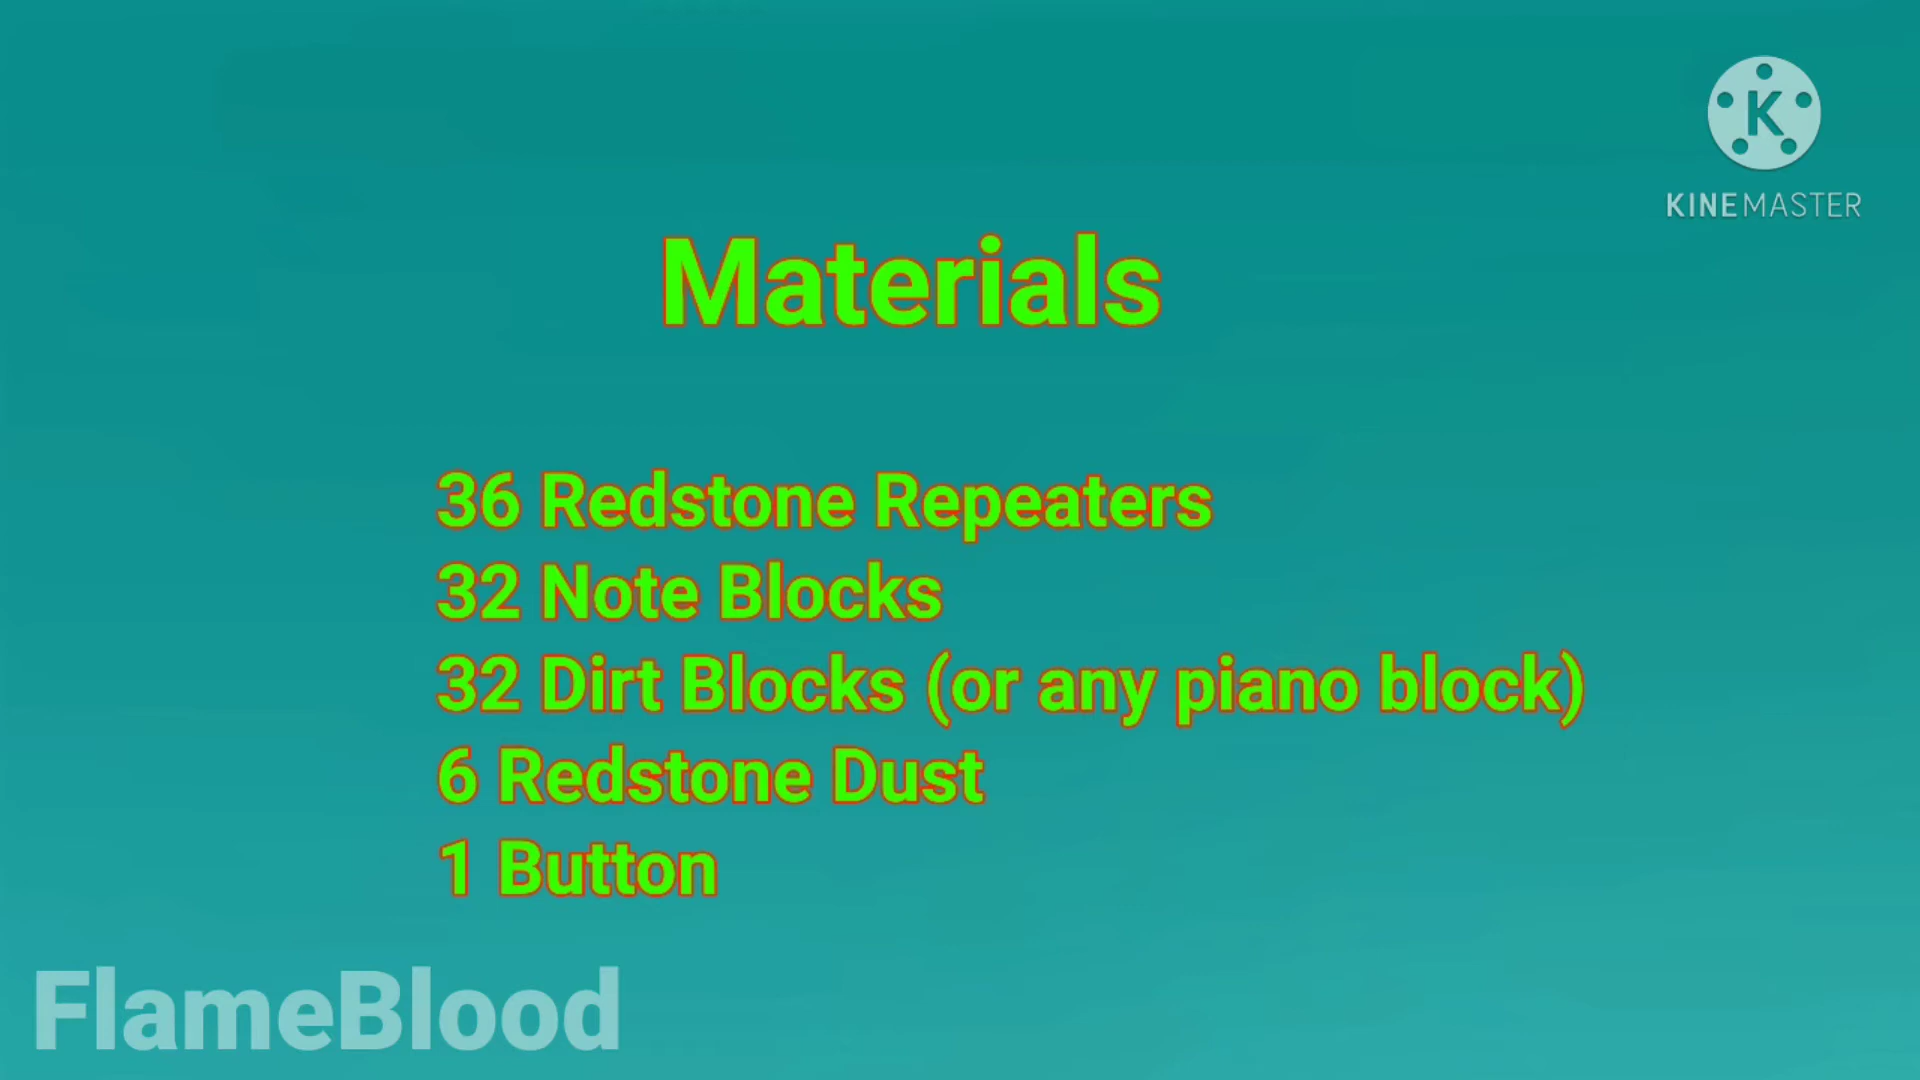 K
KINEMASTER
Materials
36 Redstone Repeaters
32 Note Blocks
32 Dirt Blocks (or any piano block)
6 Redstone Dust
1 Button
FlameBlood